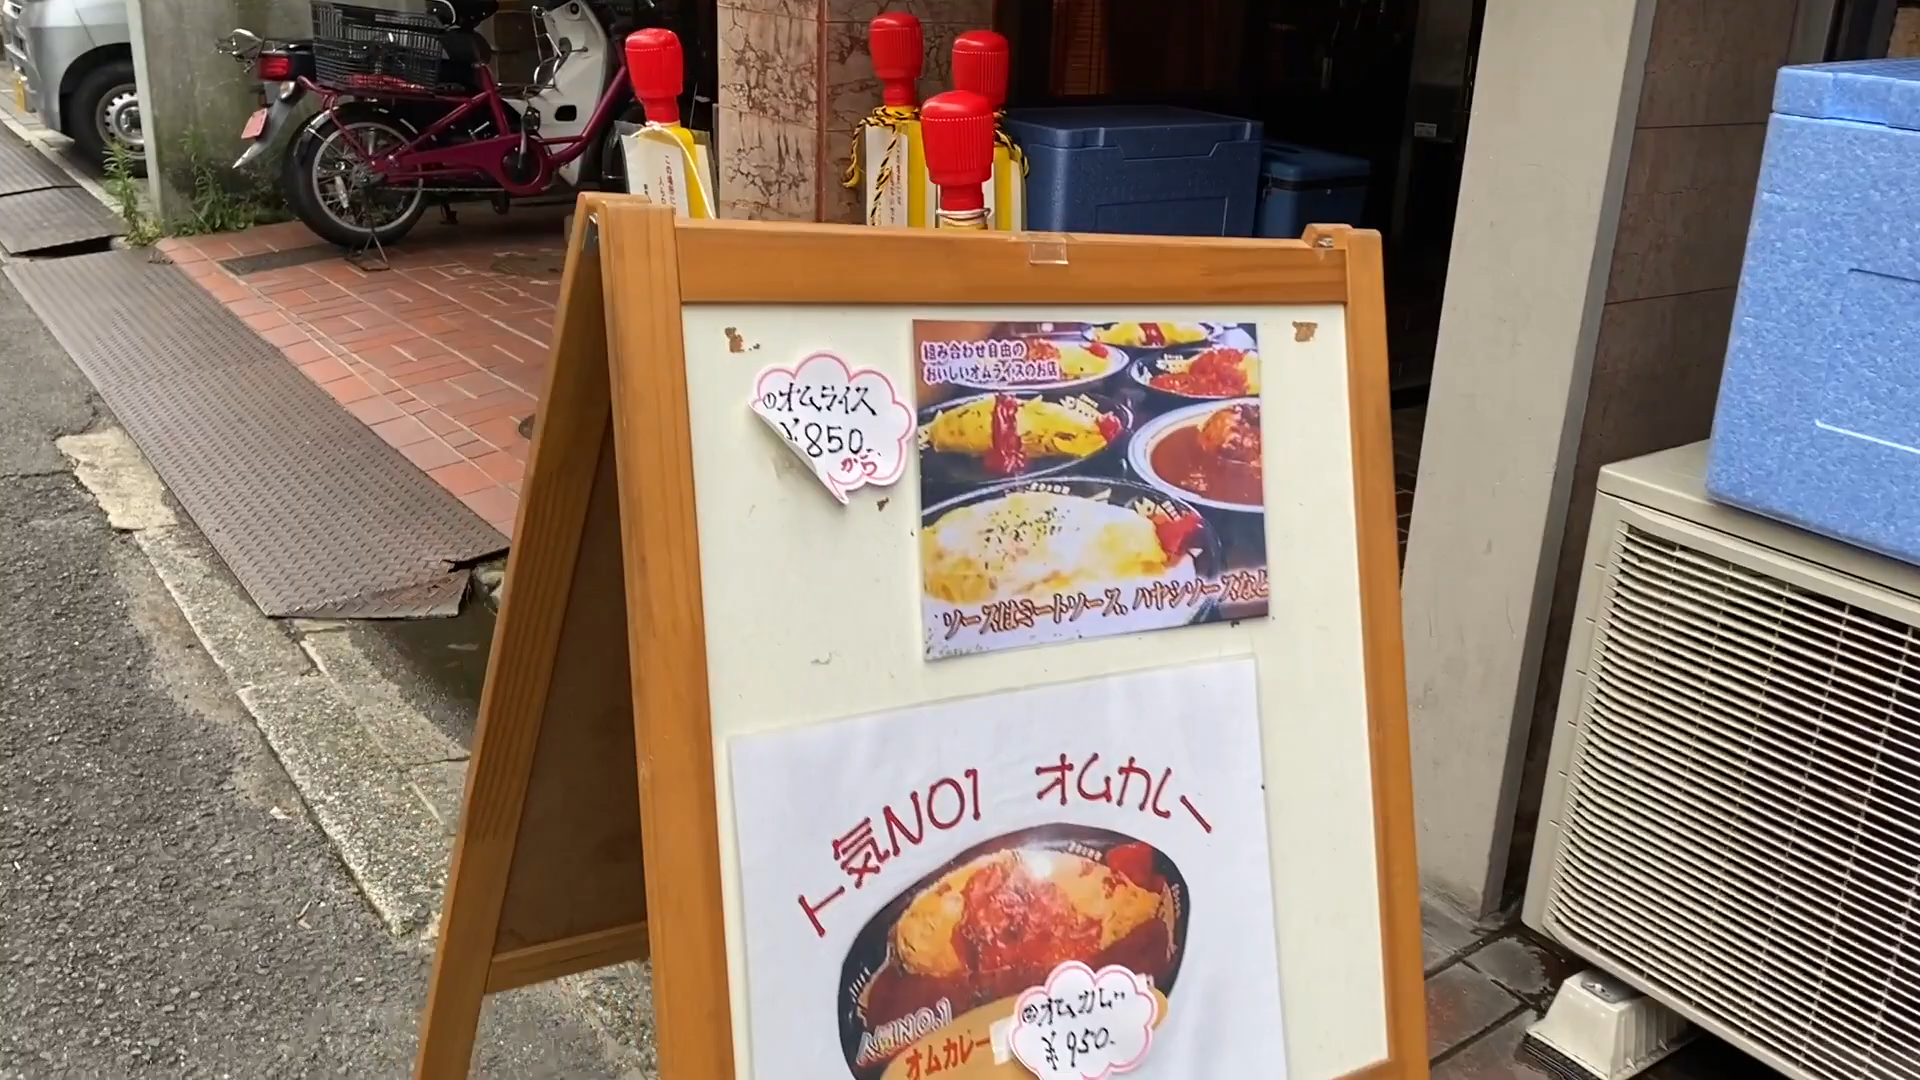 組み合わせ自由の
おいしいオムライスのお店
①オムライス
¥850.
から
ソースはミートソース、ハヤシソースなど
人気NO1 オムカレー
NO.1
オムカレー
②オムカレー
¥950.